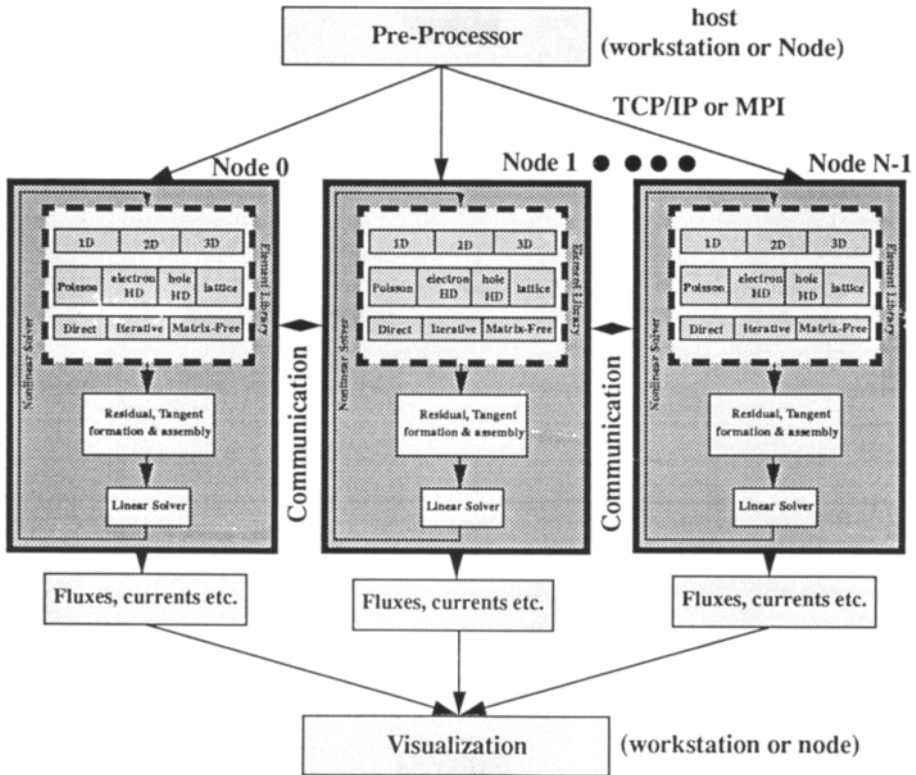 host
Pre-Processor
(workstation or Node)
TCP/IP or MPI
Node 0
Node 1
Node N-1
Nonlinear Solver
Element Library
1D 2D 3D
Poisson electron HD hole HD lattice
Direct Iterative Matrix-Free
Residual, Tangent
formation & assembly
Linear Solver
Communication
Nonlinear Solver
Element Library
1D 2D 3D
Poisson electron HD hole HD lattice
Direct Iterative Matrix-Free
Residual, Tangent
formation & assembly
Linear Solver
Communication
Nonlinear Solver
Element Library
1D 2D 3D
Poisson electron HD hole HD lattice
Direct Iterative Matrix-Free
Residual, Tangent
formation & assembly
Linear Solver
Fluxes, currents etc.
Fluxes, currents etc.
Fluxes, currents etc.
Visualization
(workstation or node)